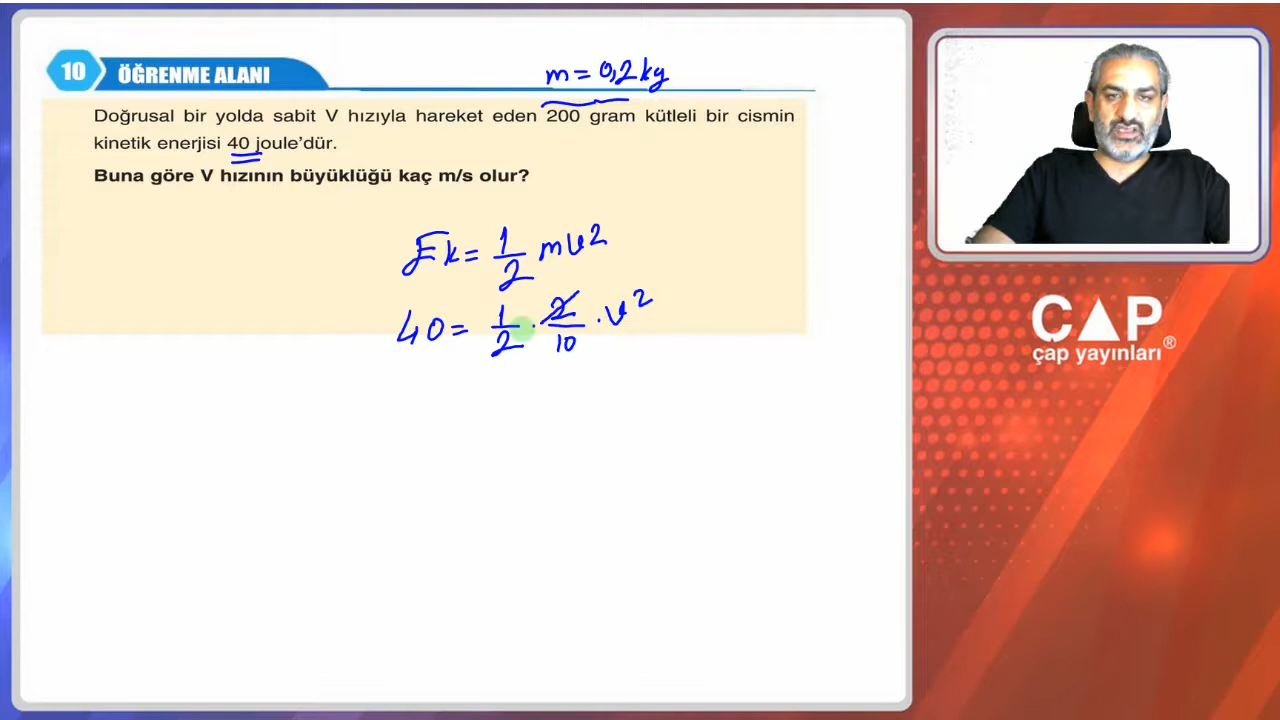 10 ÖĞRENME ALANI
m = 0,2 kg
Doğrusal bir yolda sabit V hızıyla hareket eden 200 gram kütleli bir cismin
kinetik enerjisi 40 joule’dür.
Buna göre V hızının büyüklüğü kaç m/s olur?
Ek = 1/2 mv²
40 = 1/2 · 2/10 · v²
ÇAP
çap yayınları®